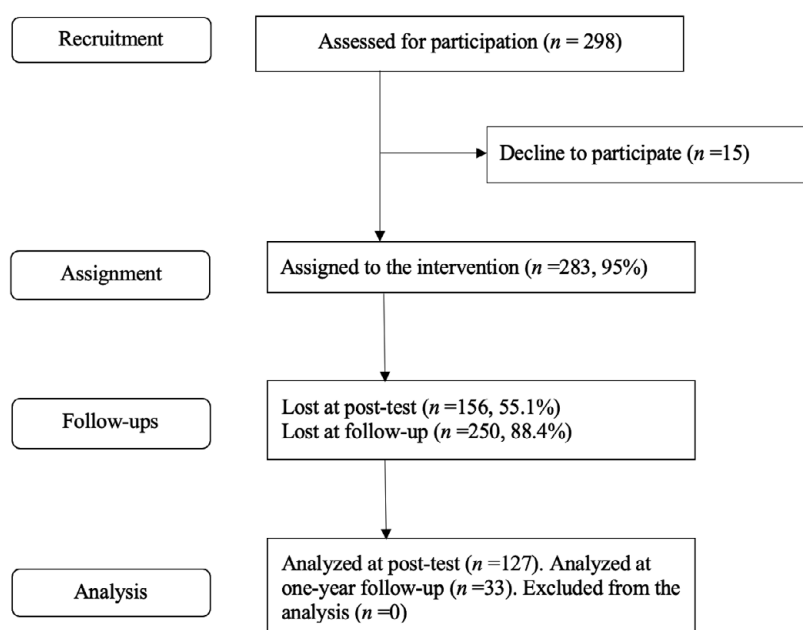 Recruitment
Assessed for participation (n = 298)
Decline to participate (n =15)
Assignment
Assigned to the intervention (n =283, 95%)
Follow-ups
Lost at post-test (n =156, 55.1%)
Lost at follow-up (n =250, 88.4%)
Analysis
Analyzed at post-test (n =127). Analyzed at
one-year follow-up (n =33). Excluded from the
analysis (n =0)